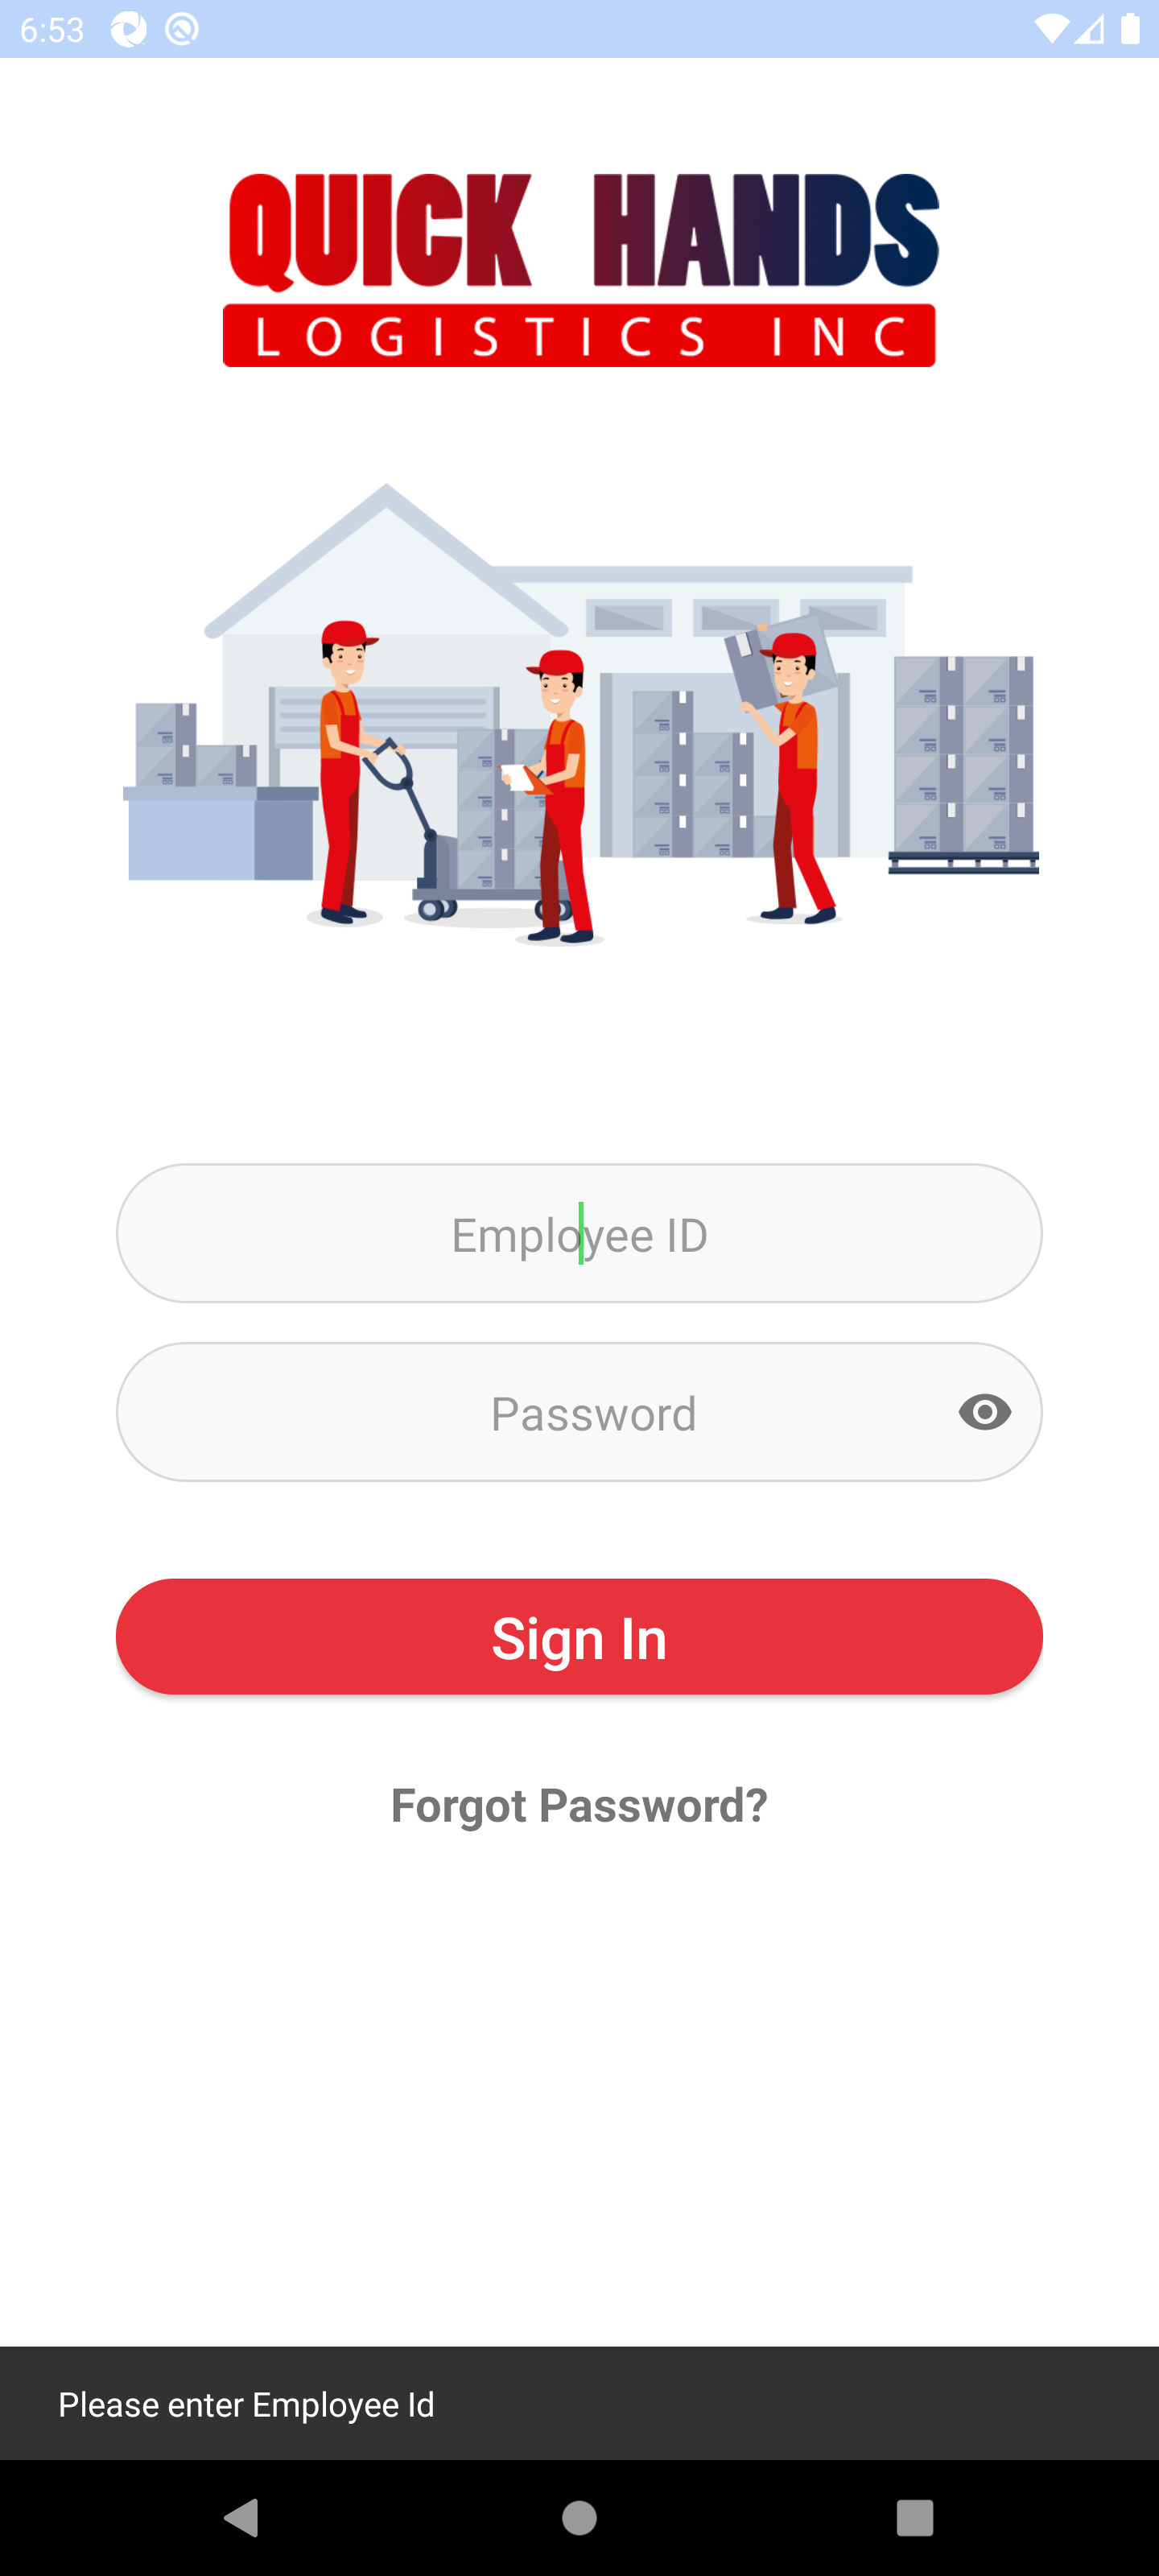 6:53
QUICK HANDS
LOGISTICS INC
Employee ID
Password
Sign In
Forgot Password?
Please enter Employee Id